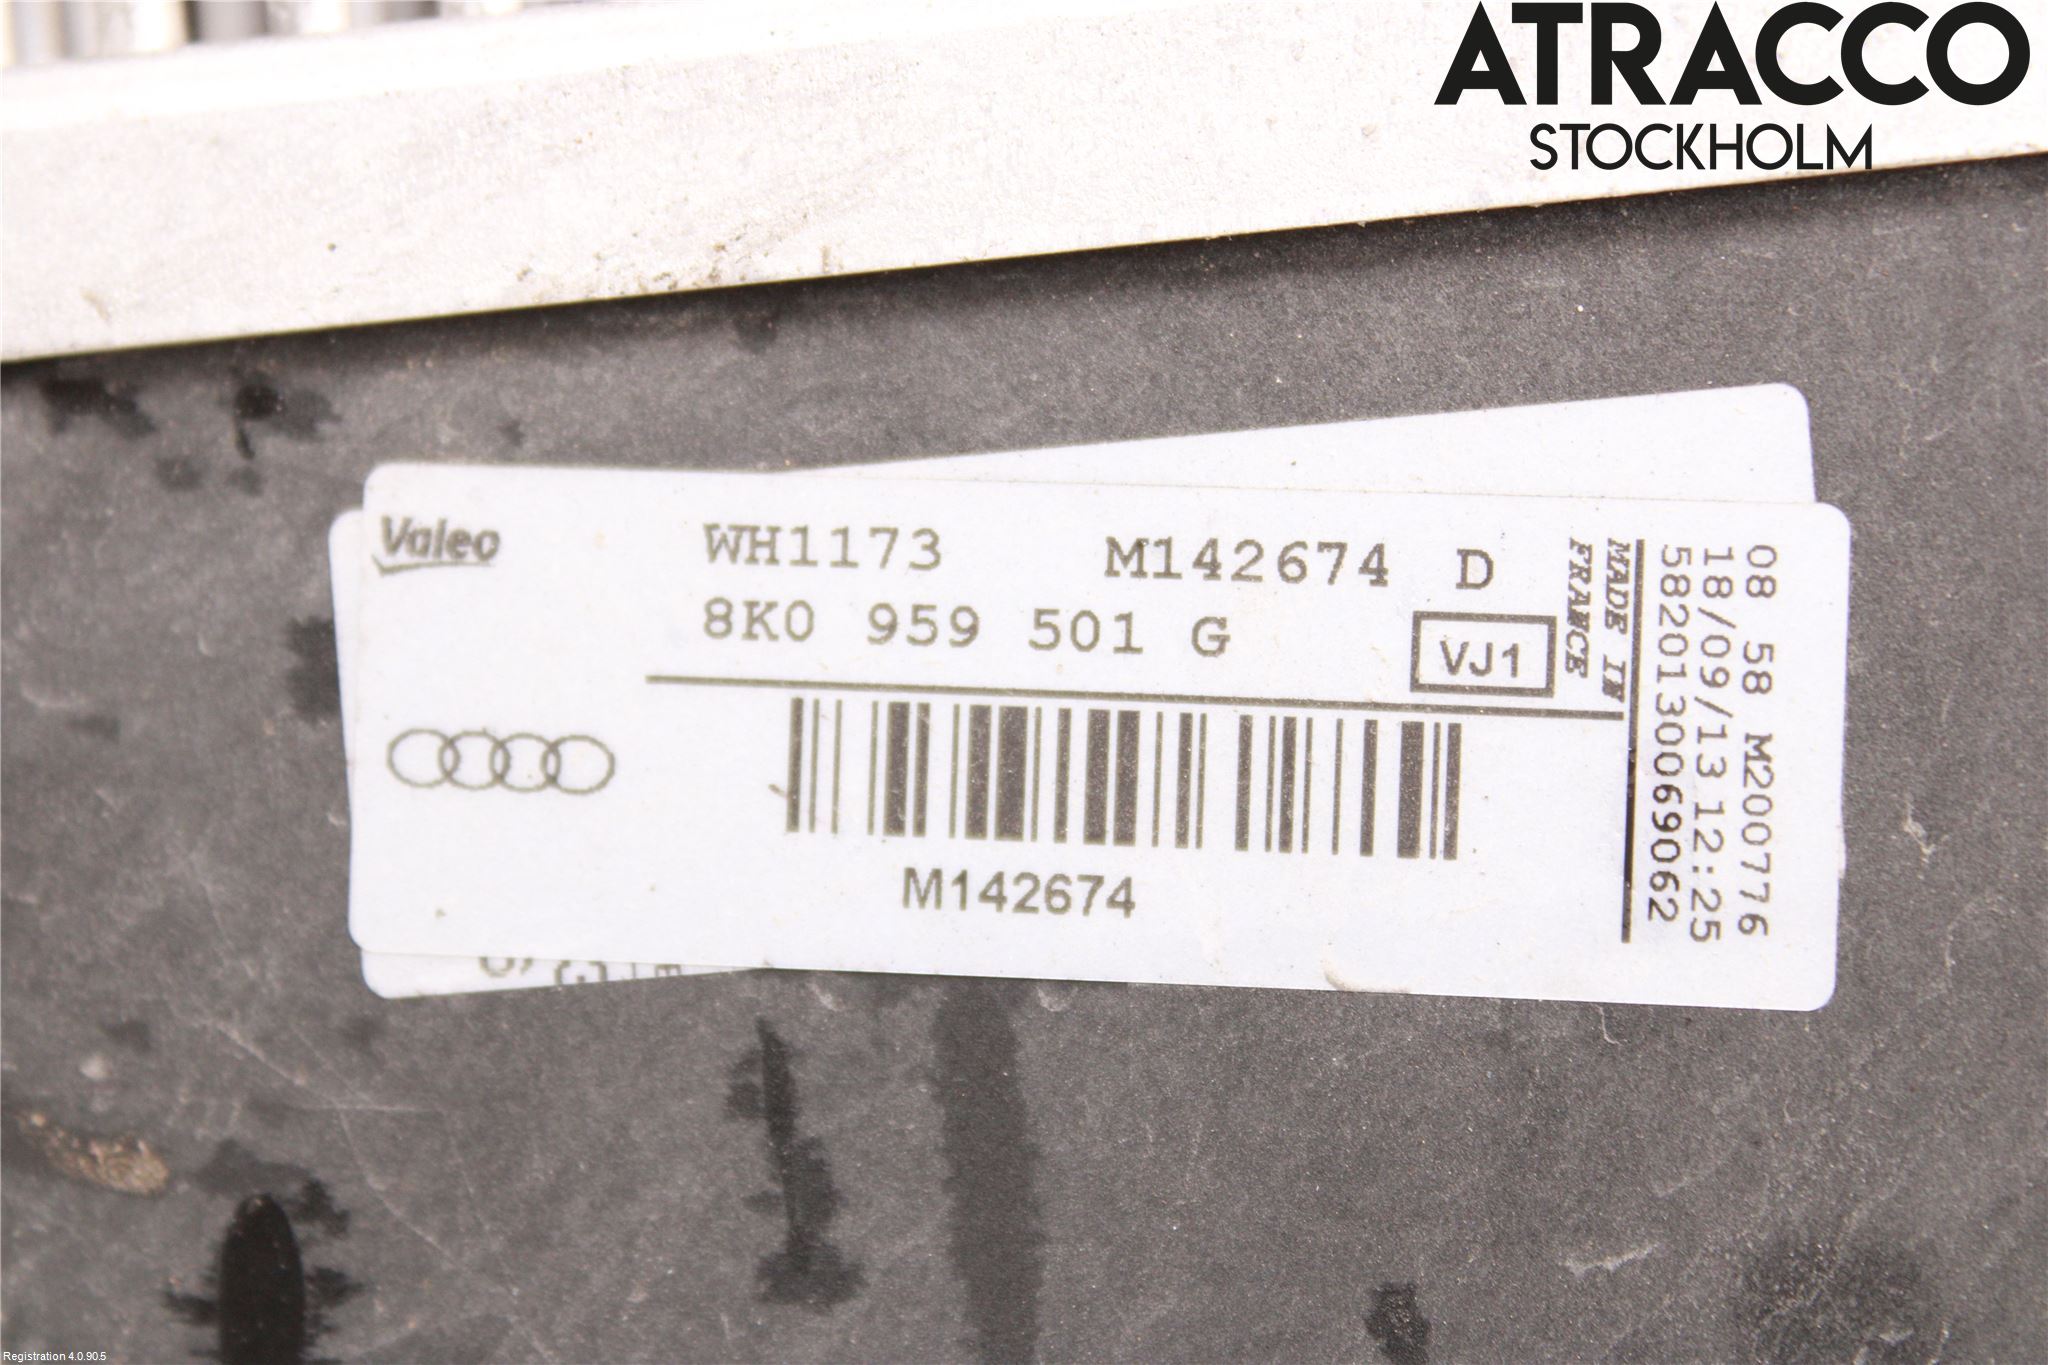 ATRACCO
STOCKHOLM
Valeo
WH1173 M142674 D
8K0 959 501 G
VJ1
MADE IN
FRANCE
08 58 M200776
18/09/13 12:25
5820130069062
M142674
Registration 4.0.90.5